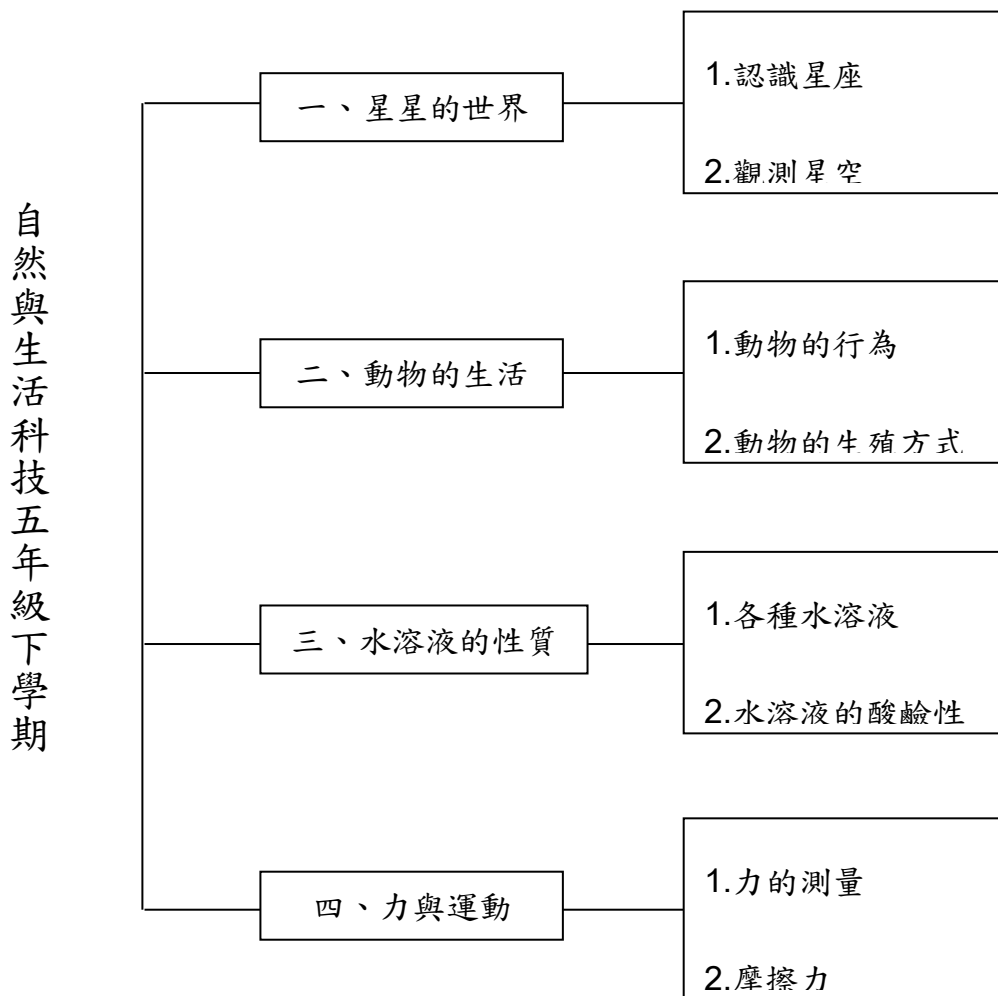 自然與生活科技五年級下學期
一、星星的世界
1.認識星座
2.觀測星空
二、動物的生活
1.動物的行為
2.動物的生殖方式
三、水溶液的性質
1.各種水溶液
2.水溶液的酸鹼性
四、力與運動
1.力的測量
2.摩擦力